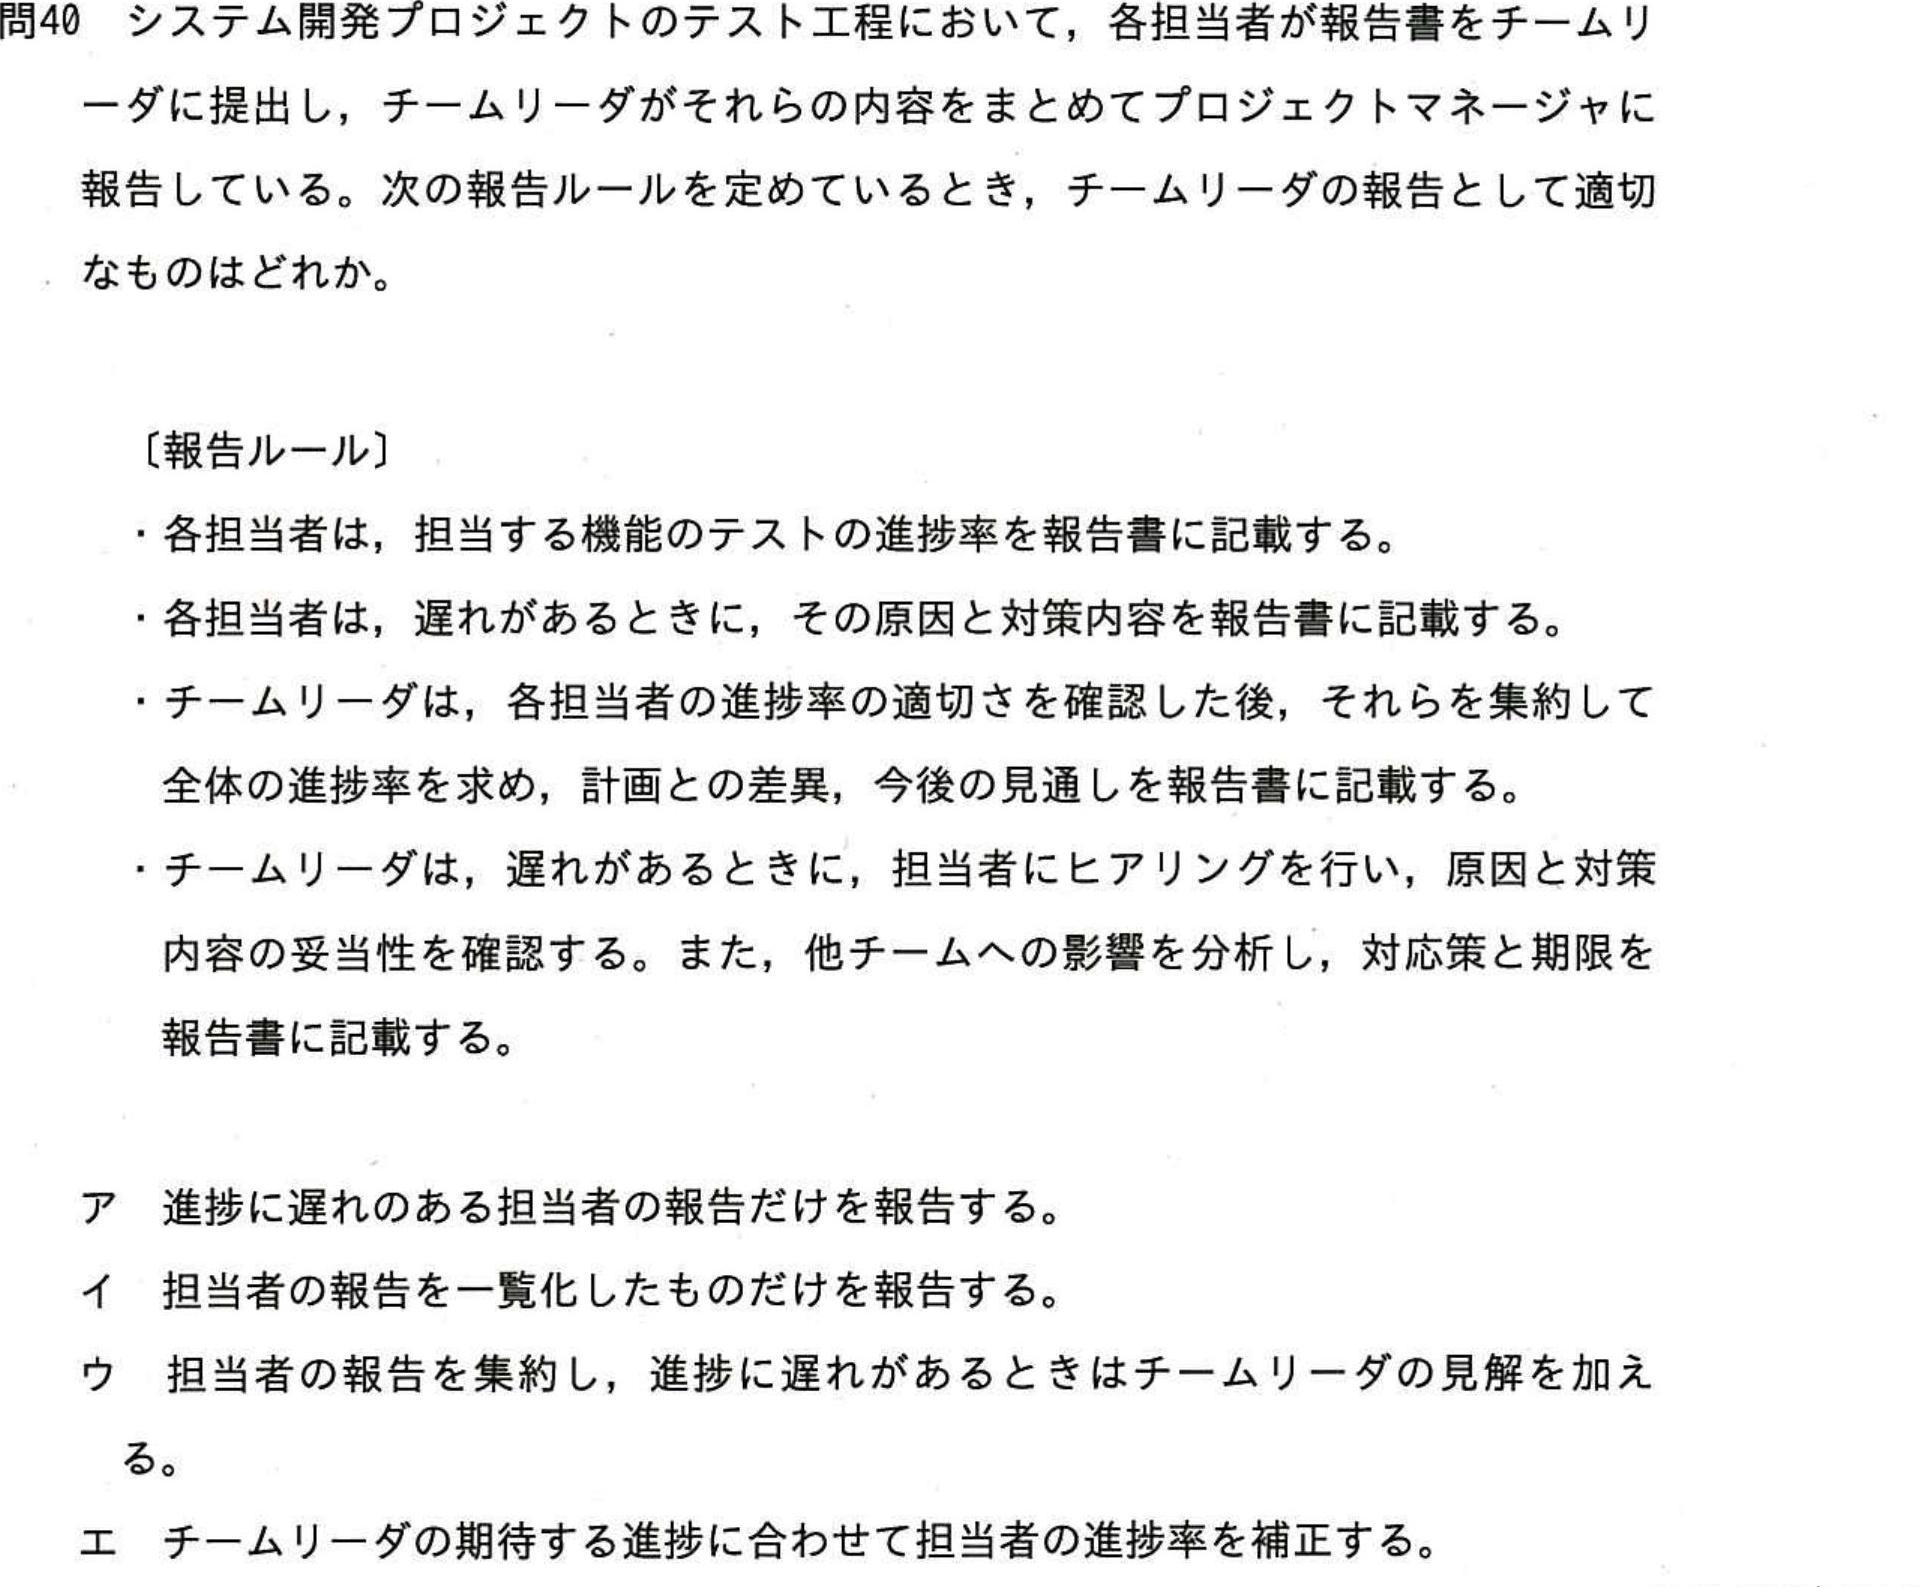 問40　システム開発プロジェクトのテスト工程において，各担当者が報告書をチームリ
ーダに提出し，チームリーダがそれらの内容をまとめてプロジェクトマネージャに
報告している。次の報告ルールを定めているとき，チームリーダの報告として適切
なものはどれか。
〔報告ルール〕
・各担当者は，担当する機能のテストの進捗率を報告書に記載する。
・各担当者は，遅れがあるときに，その原因と対策内容を報告書に記載する。
・チームリーダは，各担当者の進捗率の適切さを確認した後，それらを集約して
全体の進捗率を求め，計画との差異，今後の見通しを報告書に記載する。
・チームリーダは，遅れがあるときに，担当者にヒアリングを行い，原因と対策
内容の妥当性を確認する。また，他チームへの影響を分析し，対応策と期限を
報告書に記載する。
ア　進捗に遅れのある担当者の報告だけを報告する。
イ　担当者の報告を一覧化したものだけを報告する。
ウ　担当者の報告を集約し，進捗に遅れがあるときはチームリーダの見解を加え
る。
エ　チームリーダの期待する進捗に合わせて担当者の進捗率を補正する。